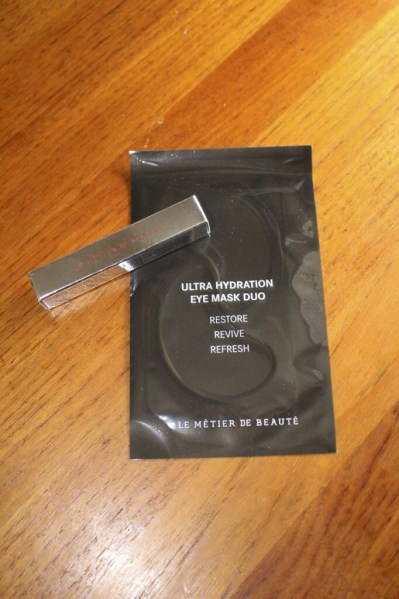 ULTRA HYDRATION
EYE MASK DUO
RESTORE
REVIVE
REFRESH
LE MÉTIER DE BEAUTÉ